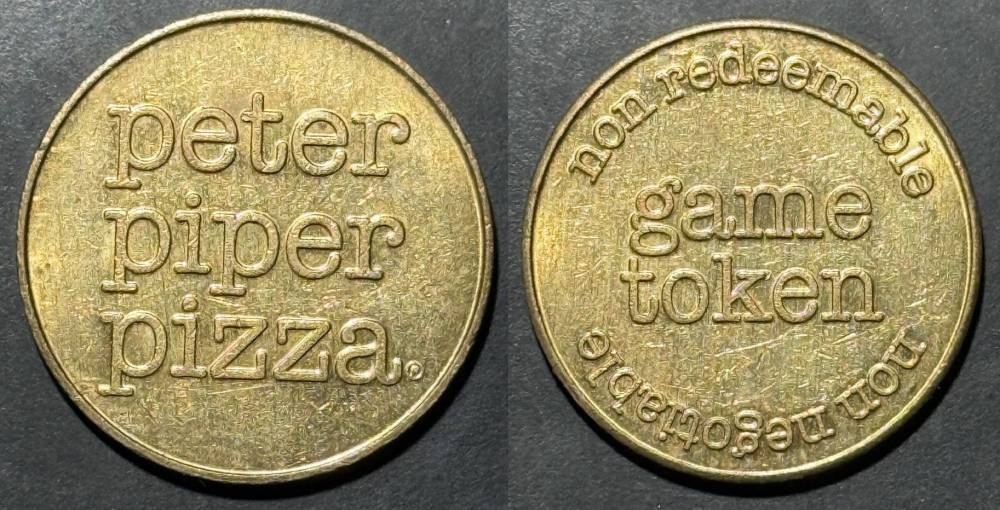 peter
piper
pizza.
non redeemable
game
token
non negotiable